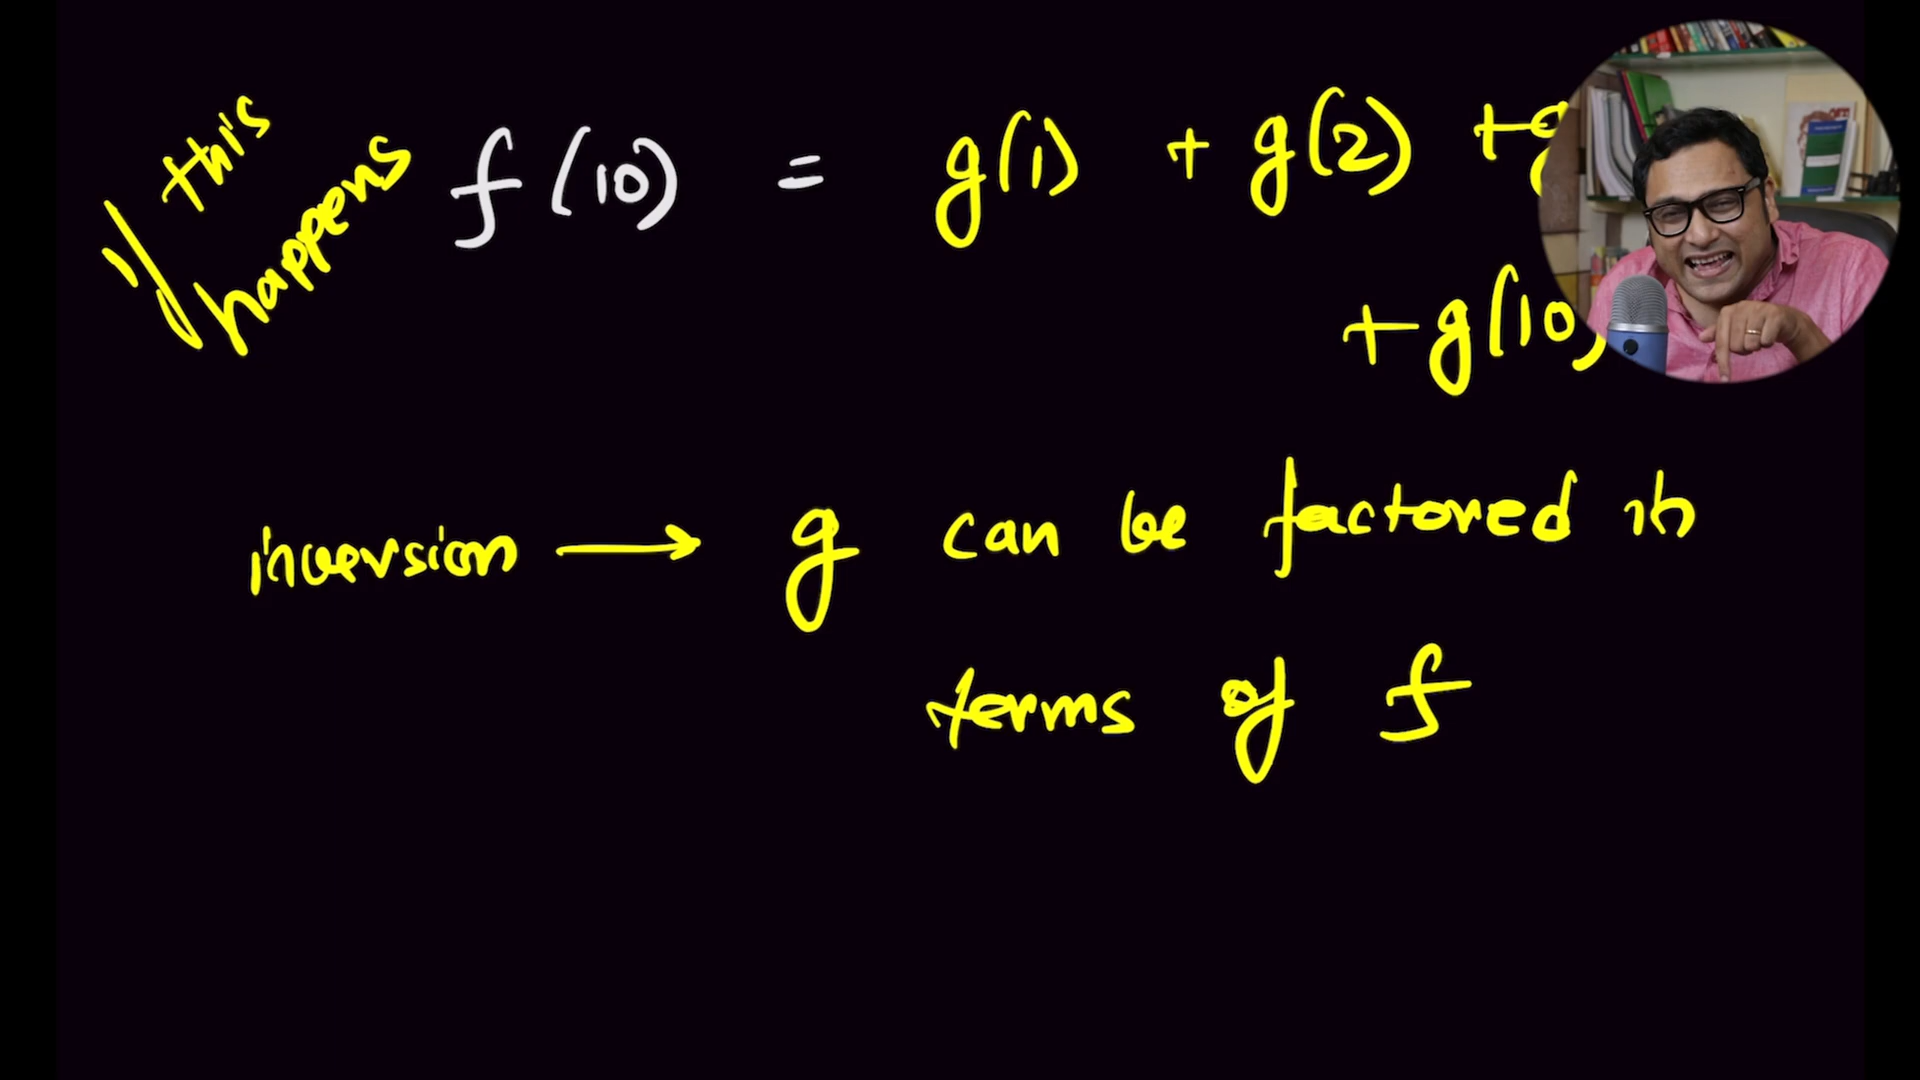 if this happens
f(10) = g(1) + g(2) + g
+ g(10)
inversion → g can be factored in
terms of f